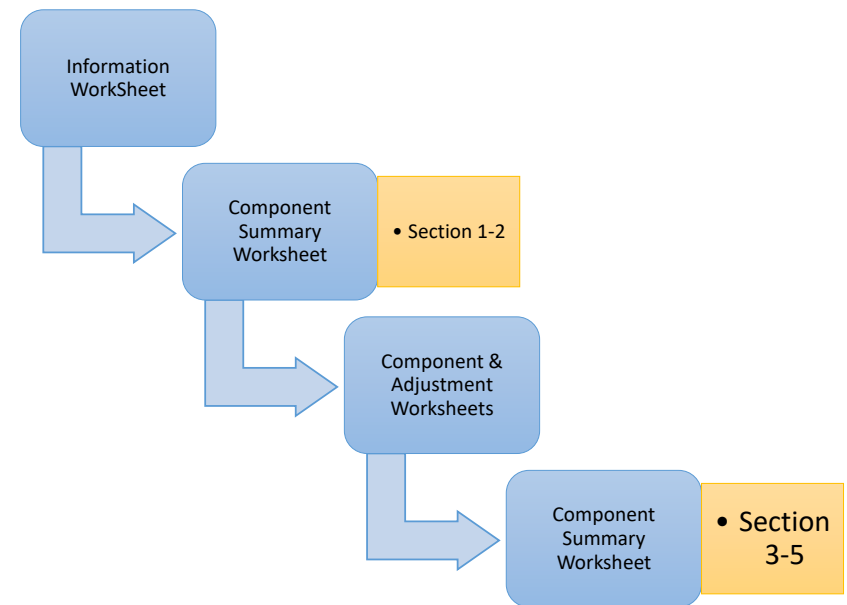 Information
WorkSheet
Component
Summary
Worksheet
• Section 1-2
Component &
Adjustment
Worksheets
Component
Summary
Worksheet
• Section
3-5